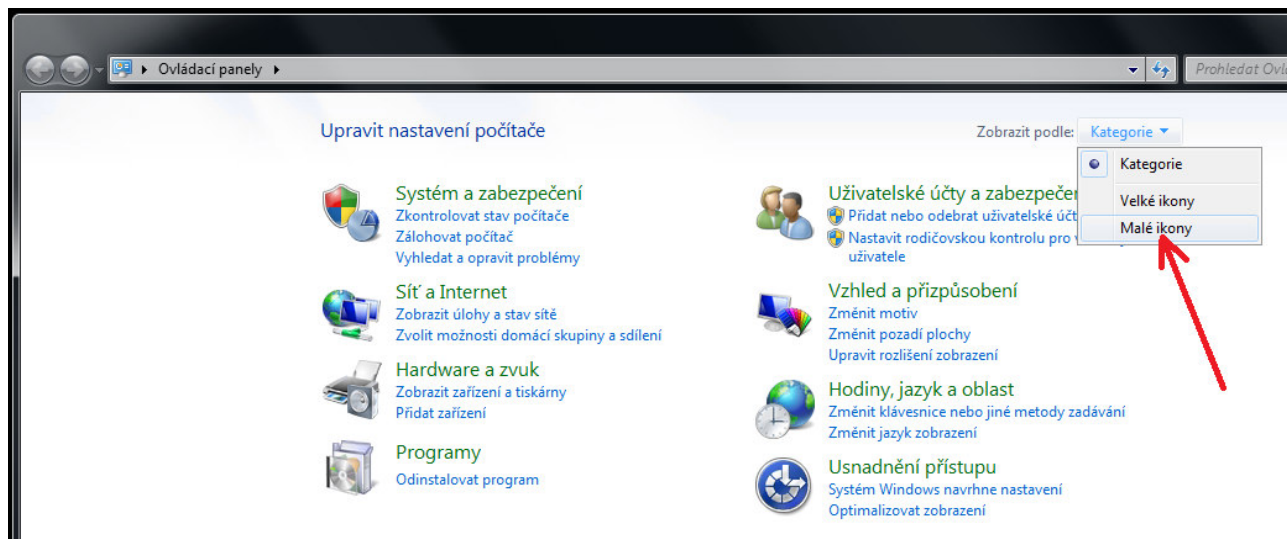 Ovládací panely
Prohledat
Upravit nastavení počítače
Zobrazit podle: Kategorie
Kategorie
Velké ikony
Malé ikony
Systém a zabezpečení
Zkontrolovat stav počítače
Zálohovat počítač
Vyhledat a opravit problémy
Síť a Internet
Zobrazit úlohy a stav sítě
Zvolit možnosti domácí skupiny a sdílení
Hardware a zvuk
Zobrazit zařízení a tiskárny
Přidat zařízení
Programy
Odinstalovat program
Uživatelské účty a
Přidat nebo odebrat uživatelské
Nastavit rodičovskou kontrolu pro
uživatele
Vzhled a přizpůsobení
Změnit motiv
Změnit pozadí plochy
Upravit rozlišení zobrazení
Hodiny, jazyk a oblast
Změnit klávesnice nebo jiné metody zadávání
Změnit jazyk zobrazení
Usnadnění přístupu
Systém Windows navrhne nastavení
Optimalizovat zobrazení